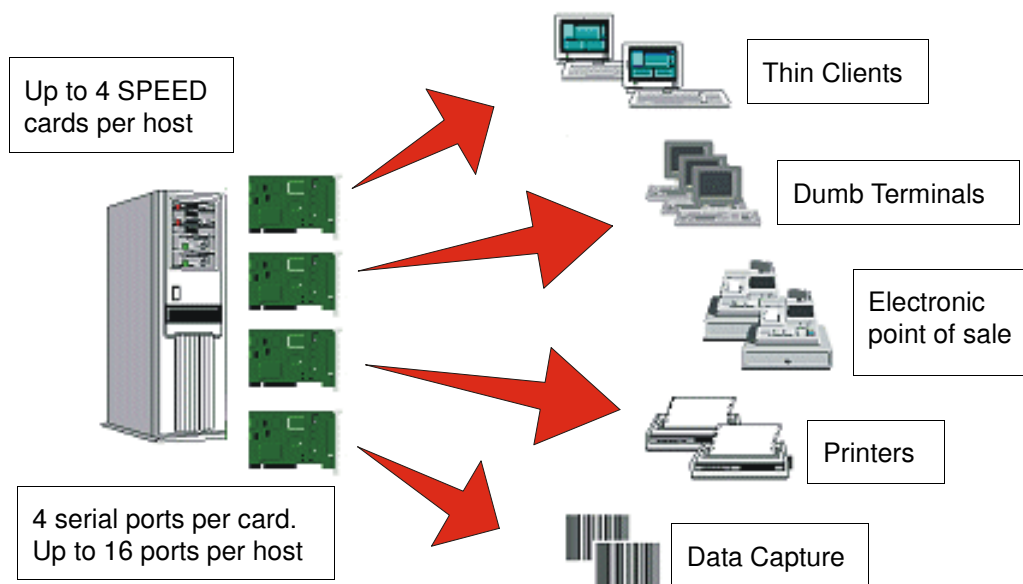 Up to 4 SPEED
cards per host
Thin Clients
Dumb Terminals
Electronic
point of sale
Printers
4 serial ports per card.
Up to 16 ports per host
Data Capture